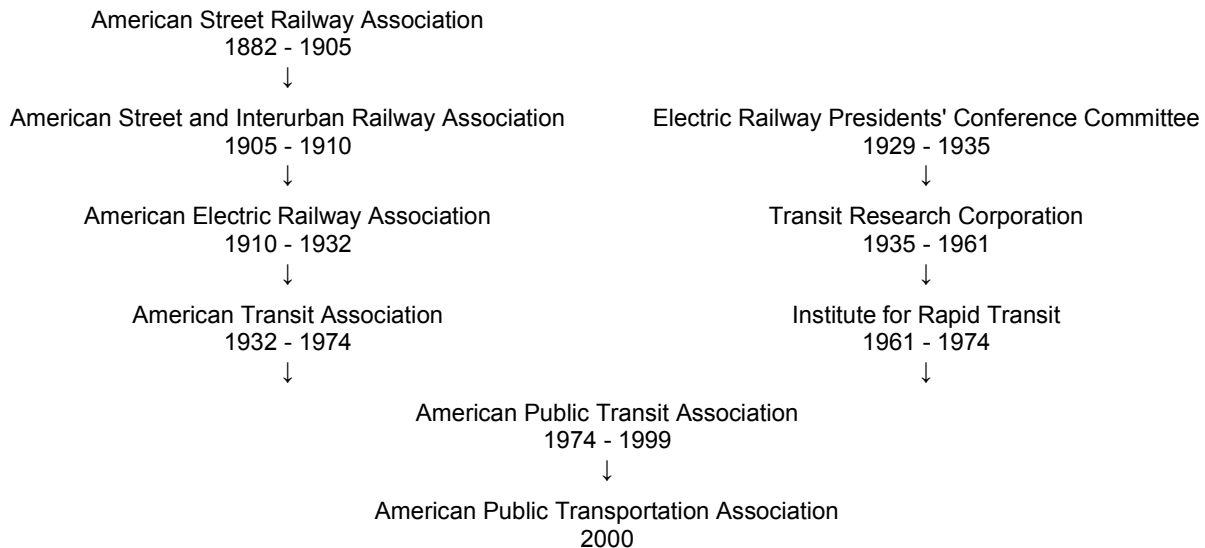 American Street Railway Association
1882 - 1905
↓
American Street and Interurban Railway Association
1905 - 1910
↓
American Electric Railway Association
1910 - 1932
↓
American Transit Association
1932 - 1974
↓
Electric Railway Presidents' Conference Committee
1929 - 1935
↓
Transit Research Corporation
1935 - 1961
↓
Institute for Rapid Transit
1961 - 1974
↓
American Public Transit Association
1974 - 1999
↓
American Public Transportation Association
2000